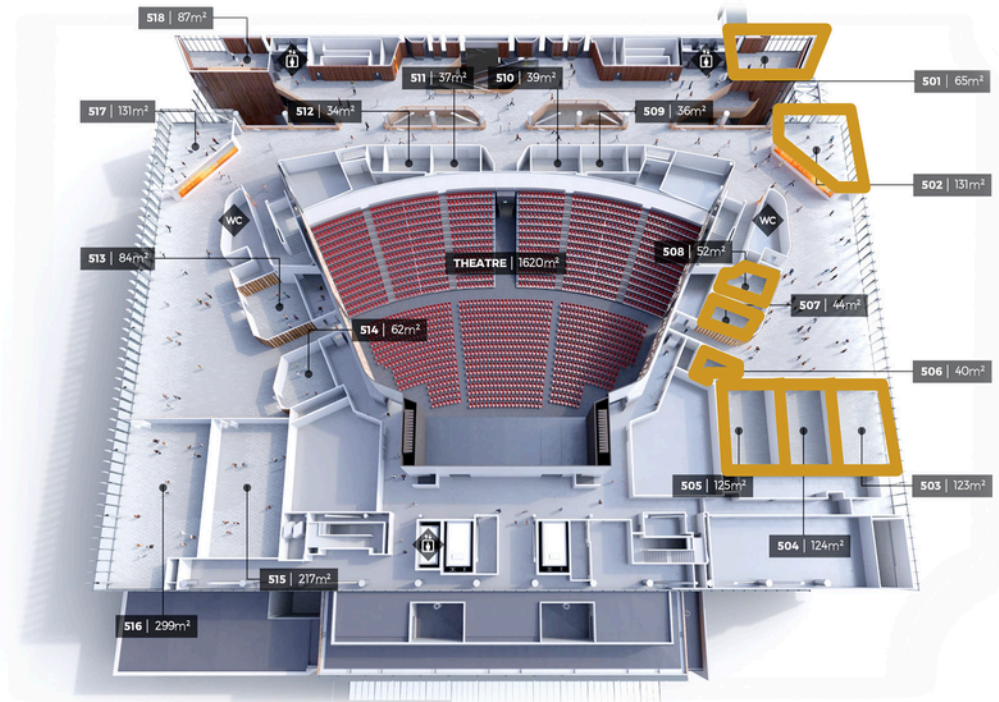 518 | 87m²
511 | 37m²
510 | 39m²
501 | 65m²
517 | 131m²
512 | 34m²
509 | 36m²
502 | 131m²
WC
WC
513 | 84m²
THEATRE | 1620m²
508 | 52m²
507 | 44m²
514 | 62m²
506 | 40m²
505 | 125m²
503 | 123m²
504 | 124m²
515 | 217m²
516 | 299m²